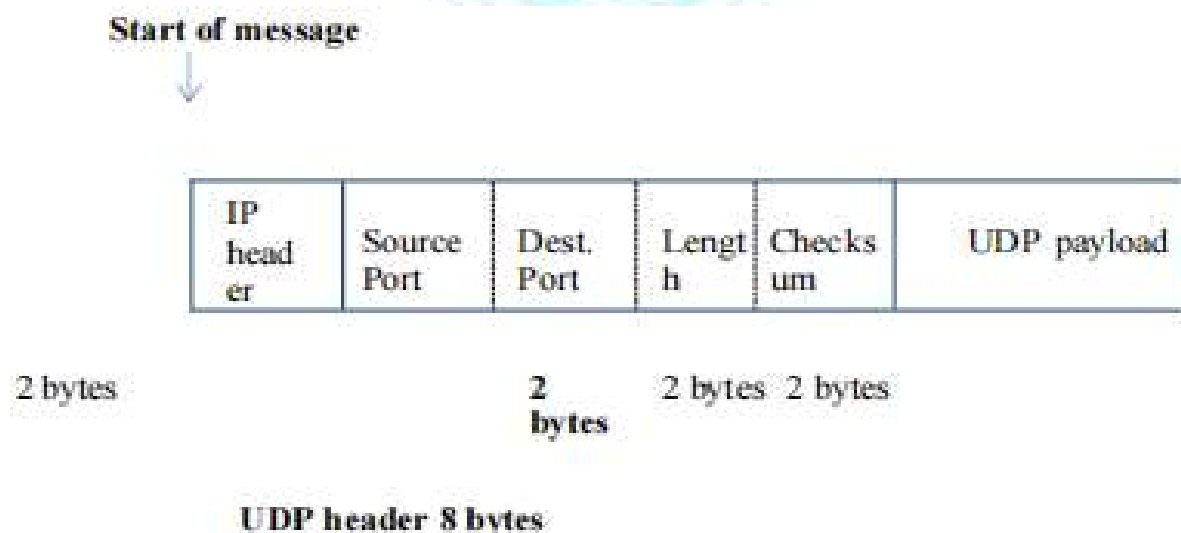 Start of message
IP
head
er
Source
Port
Dest.
Port
Lengt
h
Checks
um
UDP payload
2 bytes
2
bytes
2 bytes
2 bytes
UDP header 8 bytes